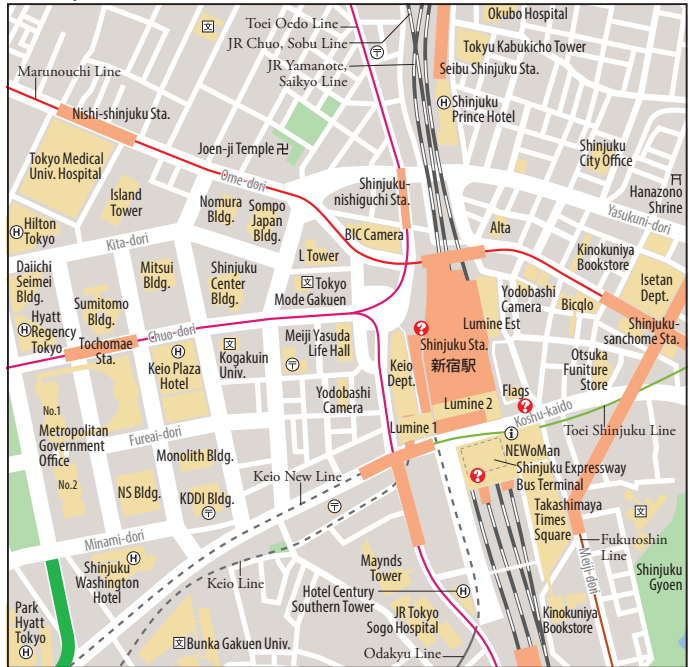 Toei Oedo Line
JR Chuo, Sobu Line
JR Yamanote,
Saikyo Line
Okubo Hospital
Tokyu Kabukicho Tower
Seibu Shinjuku Sta.
文
〒
Marunouchi Line
Nishi-shinjuku Sta.
H Shinjuku
Prince Hotel
Tokyo Medical
Univ. Hospital
Joen-ji Temple 卍
Ome-dori
Shinjuku
City Office
Hanazono
Shrine
文
Island
Tower
Nomura
Bldg.
Sompo
Japan
Bldg.
Shinjuku-
nishiguchi Sta.
Yasukuni-dori
H Hilton
Tokyo
Kita-dori
BIC Camera
Alta
Kinokuniya
Bookstore
L Tower
Daiichi
Seimei
Bldg.
Mitsui
Bldg.
Shinjuku
Center
Bldg.
文 Tokyo
Mode Gakuen
Yodobashi
Camera
Bicqlo
Isetan
Dept.
Sumitomo
Bldg.
H
Hyatt
Regency
Tokyo
Chuo-dori
Tochomae
Sta.
H
Keio Plaza
Hotel
文
Kogakuin
Univ.
Meiji Yasuda
Life Hall
〒
?
Shinjuku Sta.
新宿駅
Lumine Est
Shinjuku-
sanchome Sta.
Keio
Dept.
Otsuka
Funiture
Store
Yodobashi
Camera
Flags
?
Lumine 2
Lumine 1
Koshu-kaido
i
Toei Shinjuku Line
No.1
Metropolitan
Government
Office
No.2
Fureai-dori
Monolith Bldg.
Keio New Line
NEWoMan
Shinjuku Expressway
Bus Terminal
?
NS Bldg.
KDDI Bldg.
〒
〒
Takashimaya
Times
Square
文
Minami-dori
Fukutoshin
Line
Meiji-dori
Shinjuku
Gyoen
H
Shinjuku
Washington
Hotel
Keio Line
Maynds
Tower
Hotel Century
Southern Tower
H
Park
Hyatt
Tokyo
H
JR Tokyo
Sogo Hospital
Kinokuniya
Bookstore
文 Bunka Gakuen Univ.
Odakyu Line